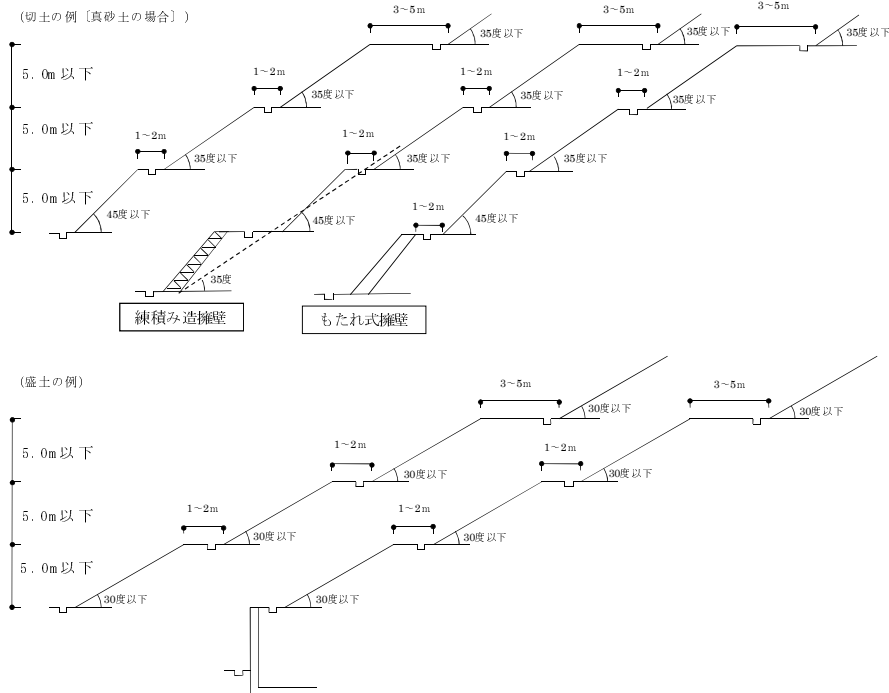 (切土の例［真砂土の場合］)
3~5m
3~5m
3~5m
35度以下
35度以下
35度以下
5.0m以下
1~2m
1~2m
1~2m
35度以下
35度以下
35度以下
5.0m以下
1~2m
1~2m
1~2m
35度以下
35度以下
35度以下
5.0m以下
45度以下
45度以下
1~2m
45度以下
35度
練積み造擁壁
もたれ式擁壁
(盛土の例)
3~5m
3~5m
30度以下
30度以下
5.0m以下
1~2m
1~2m
30度以下
30度以下
5.0m以下
1~2m
1~2m
30度以下
30度以下
5.0m以下
30度以下
30度以下